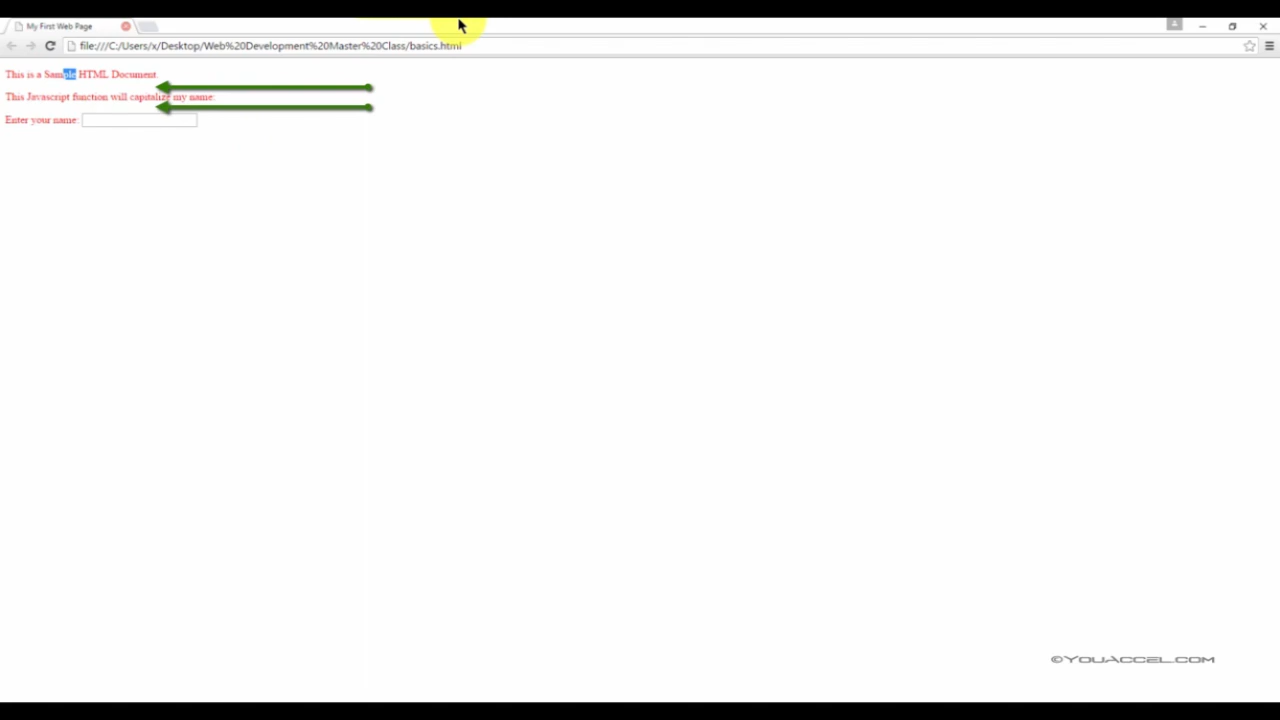 My First Web Page
file:///C:/Users/x/Desktop/Web%20Development%20Master%20Class/basics.html
This is a Sample HTML Document.
This Javascript function will capitalize my name.
Enter your name:
©YouAccel.com